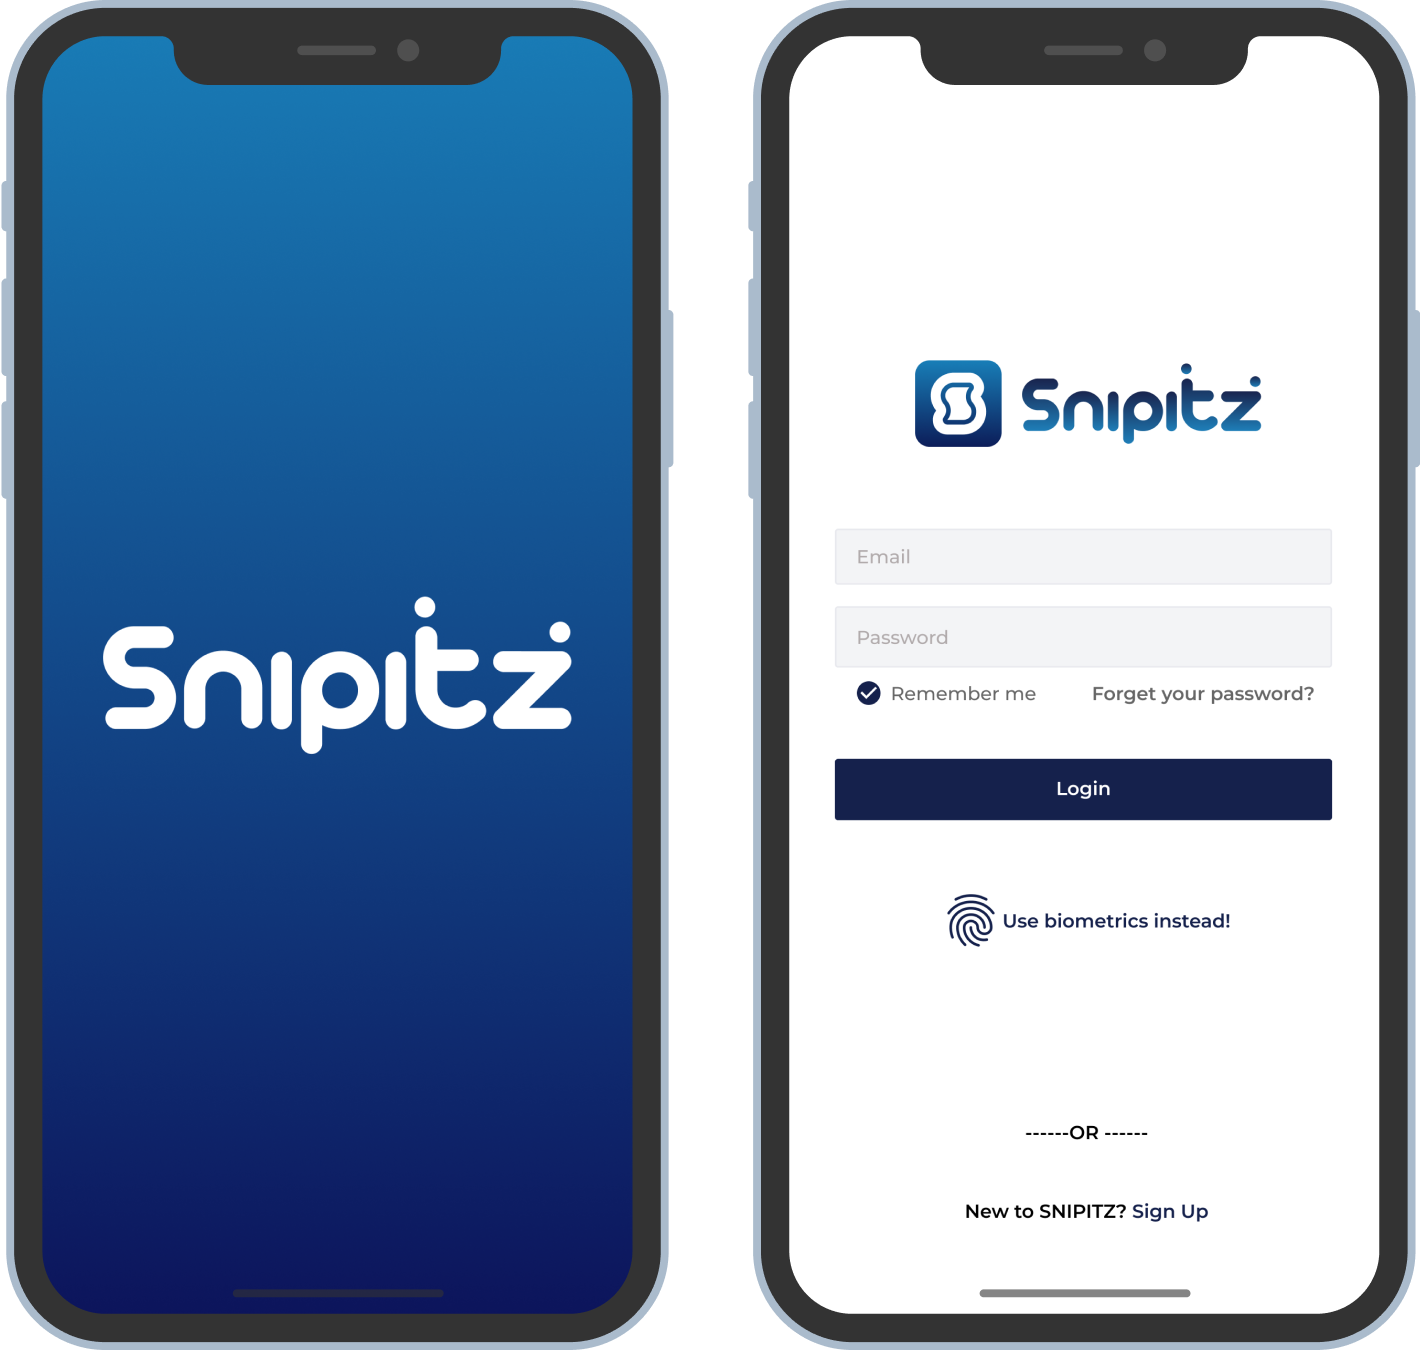 Snipitz
Snipitz
Email
Password
Remember me
Forget your password?
Login
Use biometrics instead!
------OR ------
New to SNIPITZ? Sign Up